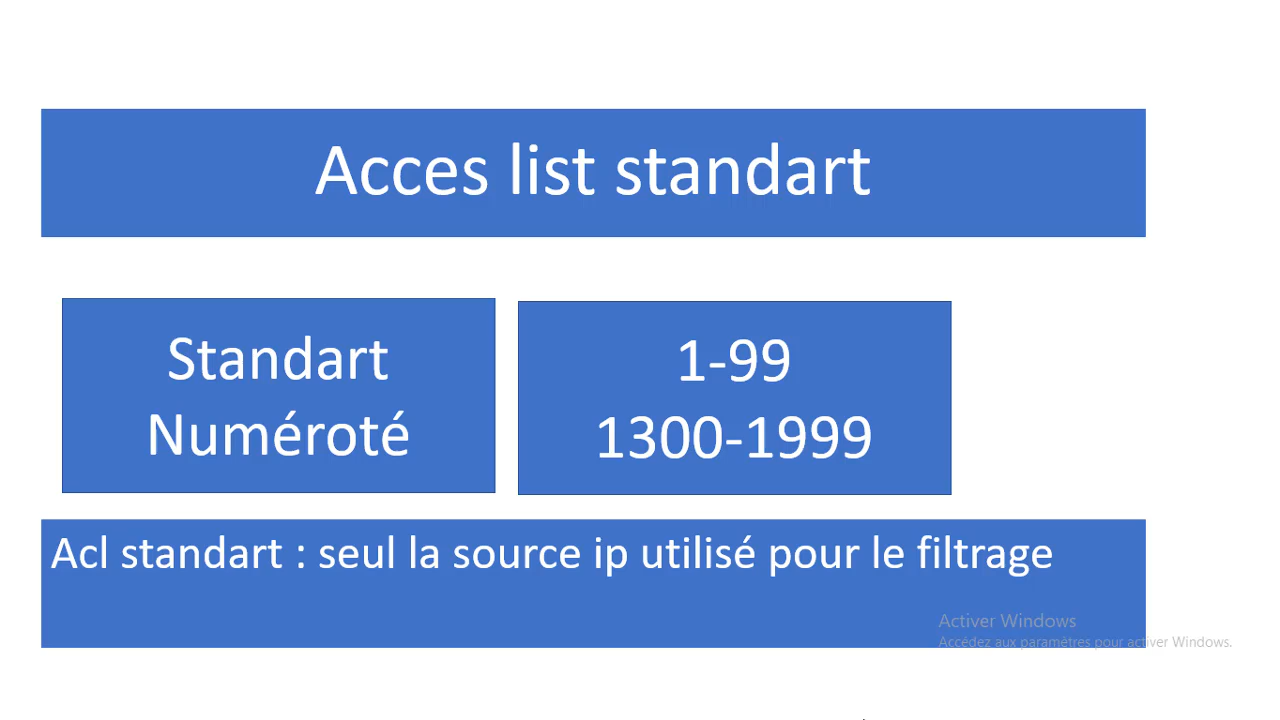 Acces list standart
Standart
Numéroté
1-99
1300-1999
Acl standart : seul la source ip utilisé pour le filtrage
Activer Windows
Accédez aux paramètres pour activer Windows.